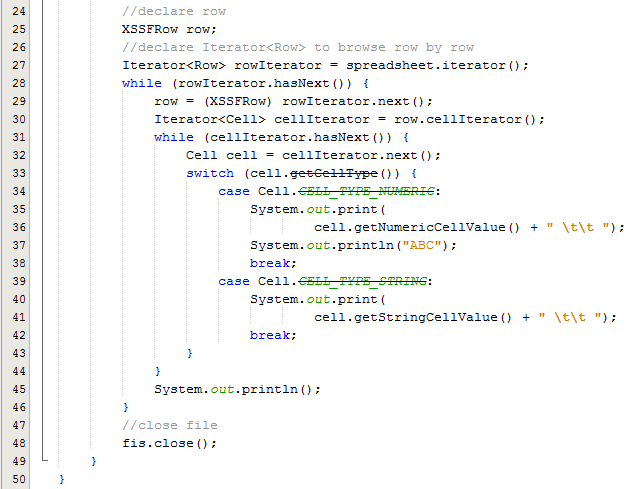 24 //declare row
25 XSSFRow row;
26 //declare Iterator<Row> to browse row by row
27 Iterator<Row> rowIterator = spreadsheet.iterator();
28 while (rowIterator.hasNext()) {
29 row = (XSSFRow) rowIterator.next();
30 Iterator<Cell> cellIterator = row.cellIterator();
31 while (cellIterator.hasNext()) {
32 Cell cell = cellIterator.next();
33 switch (cell.getCellType()) {
34 case Cell.CELL_TYPE_NUMERIC:
35 System.out.print(
36 cell.getNumericCellValue() + " \t\t ");
37 System.out.println("ABC");
38 break;
39 case Cell.CELL_TYPE_STRING:
40 System.out.print(
41 cell.getStringCellValue() + " \t\t ");
42 break;
43 }
44 }
45 System.out.println();
46 }
47 //close file
48 fis.close();
49 }
50 }